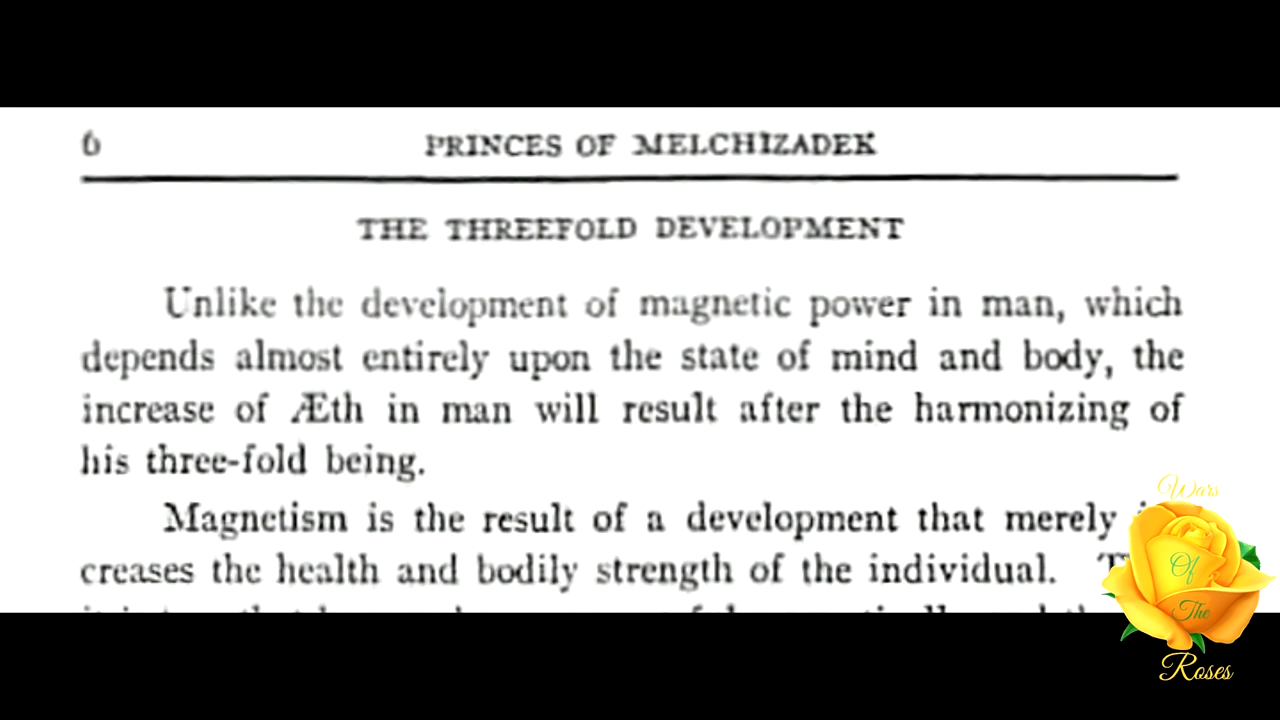 6 PRINCES OF MELCHIZADEK
THE THREEFOLD DEVELOPMENT
Unlike the development of magnetic power in man, which
depends almost entirely upon the state of mind and body, the
increase of Æth in man will result after the harmonizing of
his three-fold being.
Magnetism is the result of a development that merely
creases the health and bodily strength of the individual.
Wars
Of
The
Roses